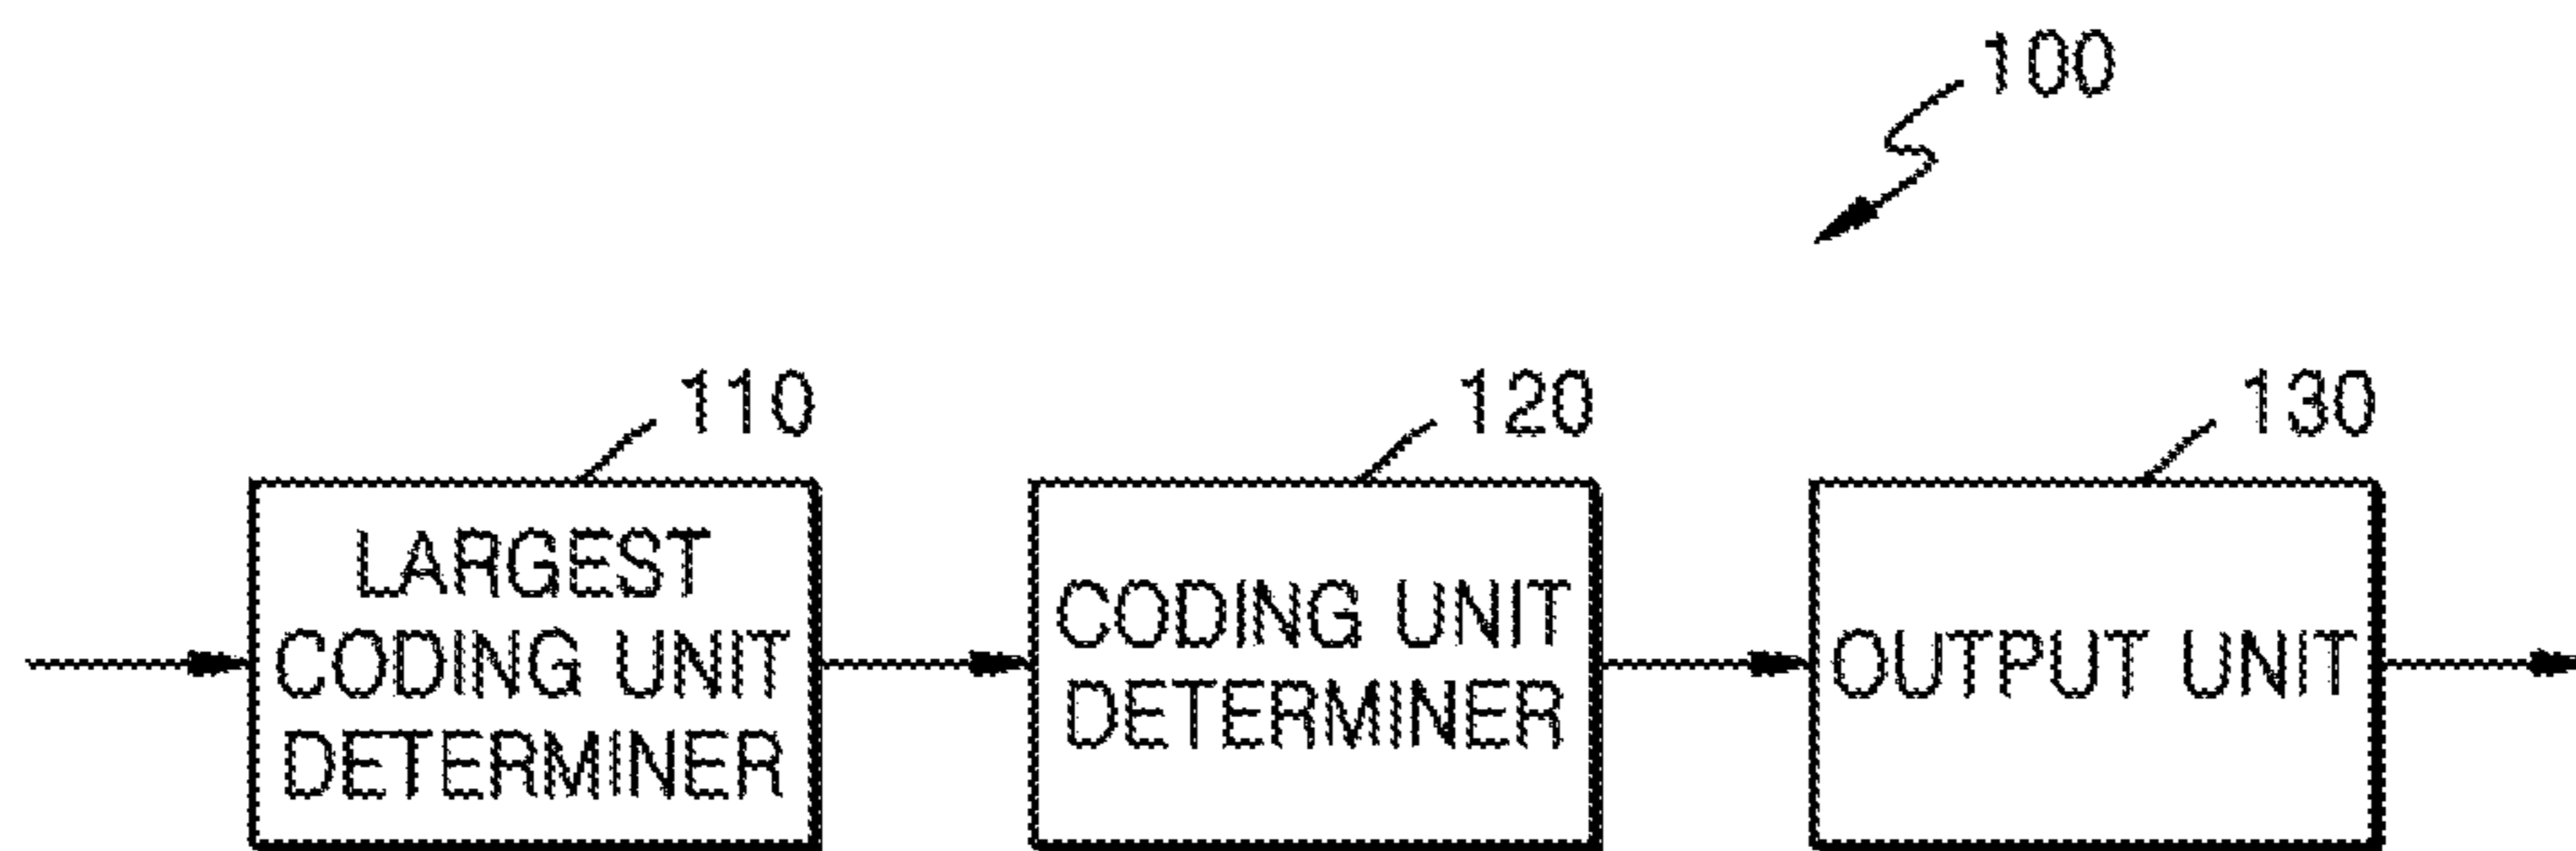 100
110
120
130
LARGEST
CODING UNIT
DETERMINER
CODING UNIT
DETERMINER
OUTPUT UNIT